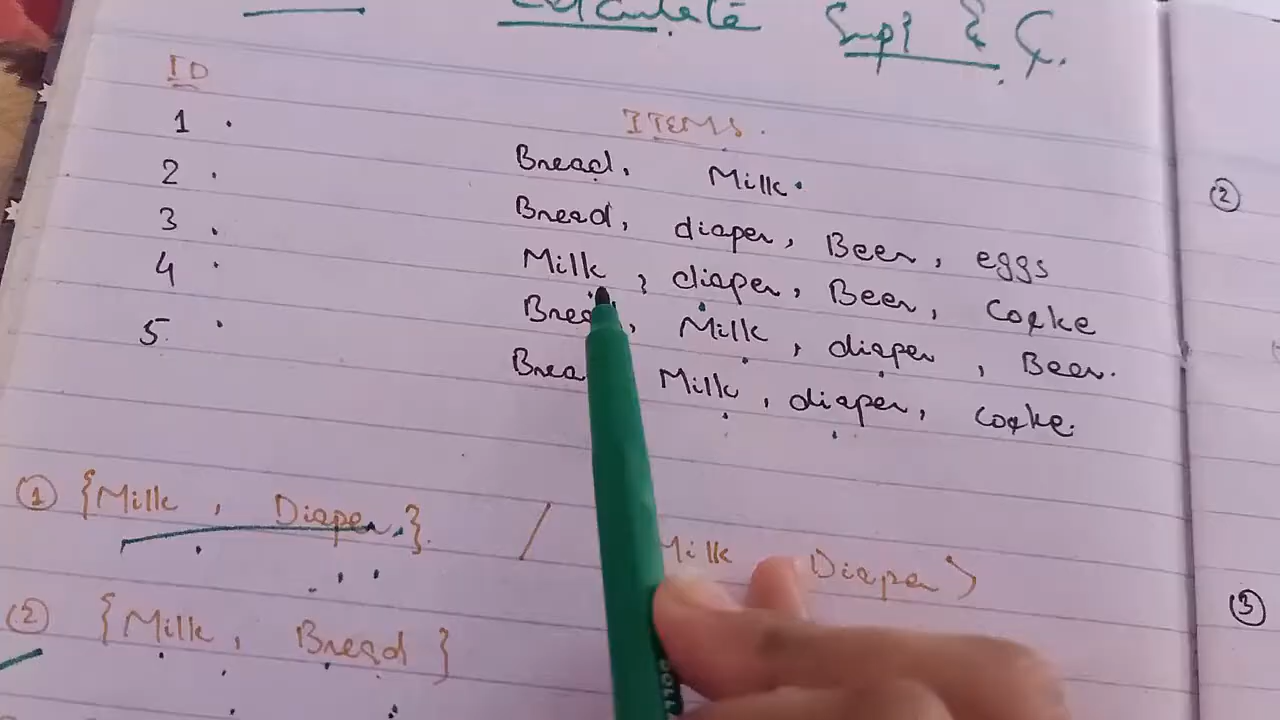 Calculate Supp & C.
ID
ITEMS.
1. Bread, Milk.
2. Bread, diaper, Beer, eggs
3. Milk, diaper, Beer, coke
4. Milk, diaper, Beer.
5. Milk, diaper, coke.
① {Milk, Diaper.} / Milk Diaper)
② {Milk, Bread}
②
③